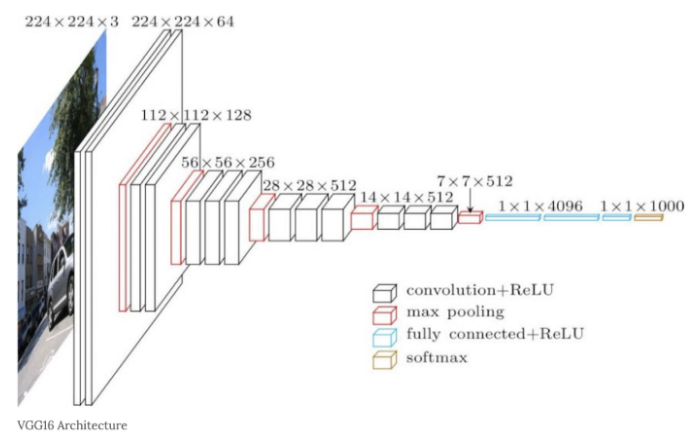 224×224×3
224×224×64
112×112×128
56×56×256
28×28×512
14×14×512
7×7×512
1×1×4096
1×1×1000
convolution+ReLU
max pooling
fully connected+ReLU
softmax
VGG16 Architecture